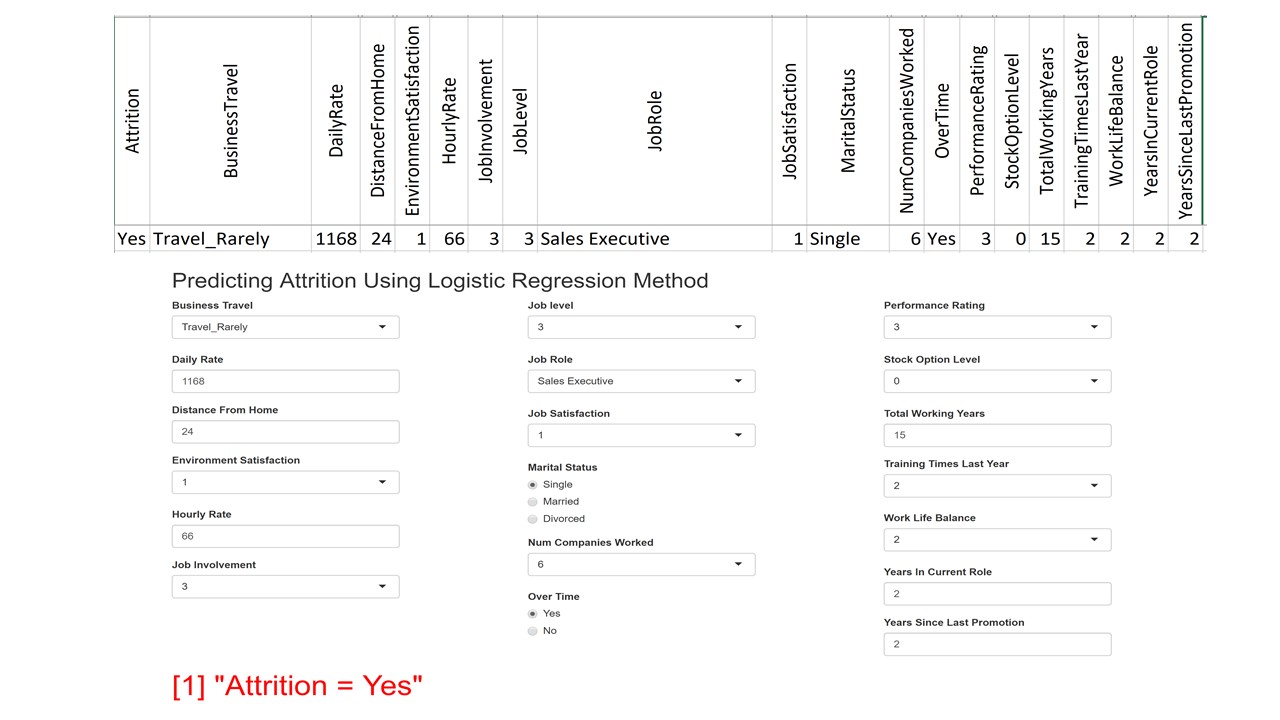 Attrition BusinessTravel DailyRate DistanceFromHome EnvironmentSatisfaction HourlyRate JobInvolvement JobLevel JobRole JobSatisfaction MaritalStatus NumCompaniesWorked OverTime PerformanceRating StockOptionLevel TotalWorkingYears TrainingTimesLastYear WorkLifeBalance YearsInCurrentRole YearsSinceLastPromotion
Yes Travel_Rarely 1168 24 1 66 3 3 Sales Executive 1 Single 6 Yes 3 0 15 2 2 2 2
Predicting Attrition Using Logistic Regression Method
Business Travel
Travel_Rarely
Daily Rate
1168
Distance From Home
24
Environment Satisfaction
1
Hourly Rate
66
Job Involvement
3
Job level
3
Job Role
Sales Executive
Job Satisfaction
1
Marital Status
Single
Married
Divorced
Num Companies Worked
6
Over Time
Yes
No
Performance Rating
3
Stock Option Level
0
Total Working Years
15
Training Times Last Year
2
Work Life Balance
2
Years In Current Role
2
Years Since Last Promotion
2
[1] "Attrition = Yes"